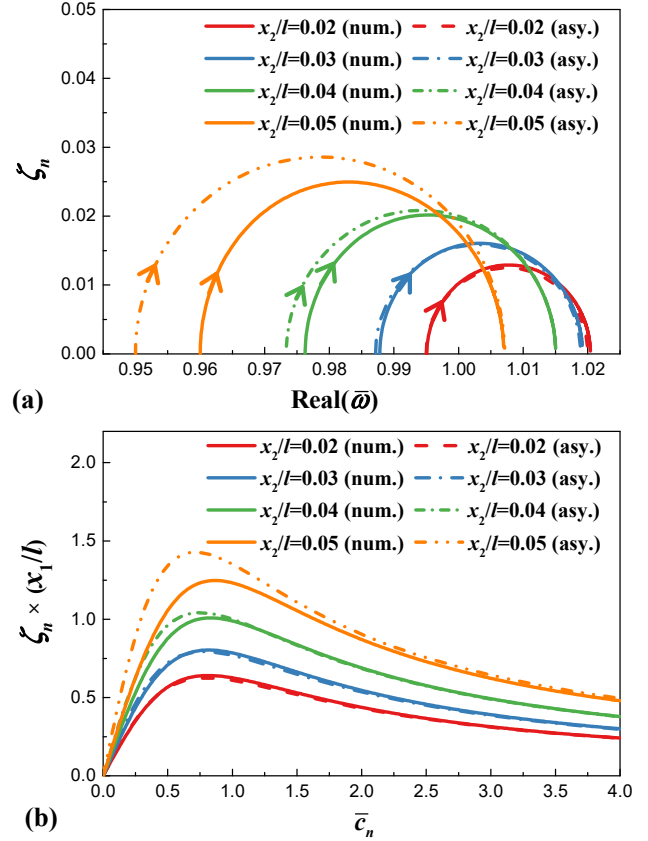 0.05
0.04
0.03
0.02
0.01
0.00
ζn
x2/l=0.02 (num.) x2/l=0.02 (asy.)
x2/l=0.03 (num.) x2/l=0.03 (asy.)
x2/l=0.04 (num.) x2/l=0.04 (asy.)
x2/l=0.05 (num.) x2/l=0.05 (asy.)
0.95 0.96 0.97 0.98 0.99 1.00 1.01 1.02
(a) Real(ω̅)
2.0
1.5
1.0
0.5
0.0
ζn × (x1/l)
x2/l=0.02 (num.) x2/l=0.02 (asy.)
x2/l=0.03 (num.) x2/l=0.03 (asy.)
x2/l=0.04 (num.) x2/l=0.04 (asy.)
x2/l=0.05 (num.) x2/l=0.05 (asy.)
0.0 0.5 1.0 1.5 2.0 2.5 3.0 3.5 4.0
(b) c̅n